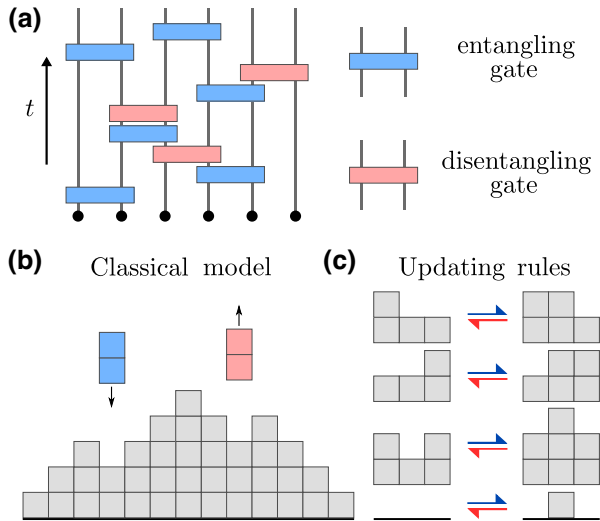 (a)
t
entangling
gate
disentangling
gate
(b)
Classical model
(c)
Updating rules